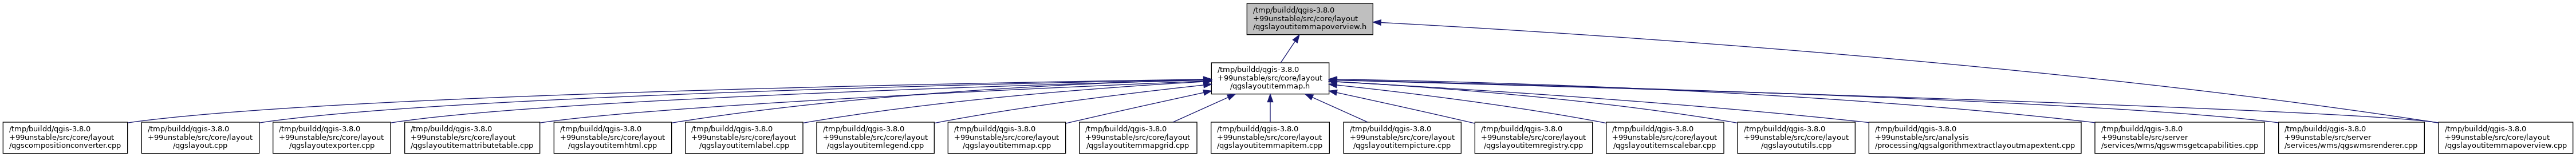 /tmp/buildd/qgis-3.8.0
+99unstable/src/core/layout
/qgslayoutitemmapoverview.h
/tmp/buildd/qgis-3.8.0
+99unstable/src/core/layout
/qgslayoutitemmap.h
/tmp/buildd/qgis-3.8.0
+99unstable/src/core/layout
/qgscompositionconverter.cpp
/tmp/buildd/qgis-3.8.0
+99unstable/src/core/layout
/qgslayout.cpp
/tmp/buildd/qgis-3.8.0
+99unstable/src/core/layout
/qgslayoutexporter.cpp
/tmp/buildd/qgis-3.8.0
+99unstable/src/core/layout
/qgslayoutitemattributetable.cpp
/tmp/buildd/qgis-3.8.0
+99unstable/src/core/layout
/qgslayoutitemhtml.cpp
/tmp/buildd/qgis-3.8.0
+99unstable/src/core/layout
/qgslayoutitemlabel.cpp
/tmp/buildd/qgis-3.8.0
+99unstable/src/core/layout
/qgslayoutitemlegend.cpp
/tmp/buildd/qgis-3.8.0
+99unstable/src/core/layout
/qgslayoutitemmap.cpp
/tmp/buildd/qgis-3.8.0
+99unstable/src/core/layout
/qgslayoutitemmapgrid.cpp
/tmp/buildd/qgis-3.8.0
+99unstable/src/core/layout
/qgslayoutitemmapitem.cpp
/tmp/buildd/qgis-3.8.0
+99unstable/src/core/layout
/qgslayoutitempicture.cpp
/tmp/buildd/qgis-3.8.0
+99unstable/src/core/layout
/qgslayoutitemregistry.cpp
/tmp/buildd/qgis-3.8.0
+99unstable/src/core/layout
/qgslayoutitemscalebar.cpp
/tmp/buildd/qgis-3.8.0
+99unstable/src/core/layout
/qgslayoututils.cpp
/tmp/buildd/qgis-3.8.0
+99unstable/src/analysis
/processing/qgsalgorithmextractlayoutmapextent.cpp
/tmp/buildd/qgis-3.8.0
+99unstable/src/server
/services/wms/qgswmsgetcapabilities.cpp
/tmp/buildd/qgis-3.8.0
+99unstable/src/server
/services/wms/qgswmsrenderer.cpp
/tmp/buildd/qgis-3.8.0
+99unstable/src/core/layout
/qgslayoutitemmapoverview.cpp